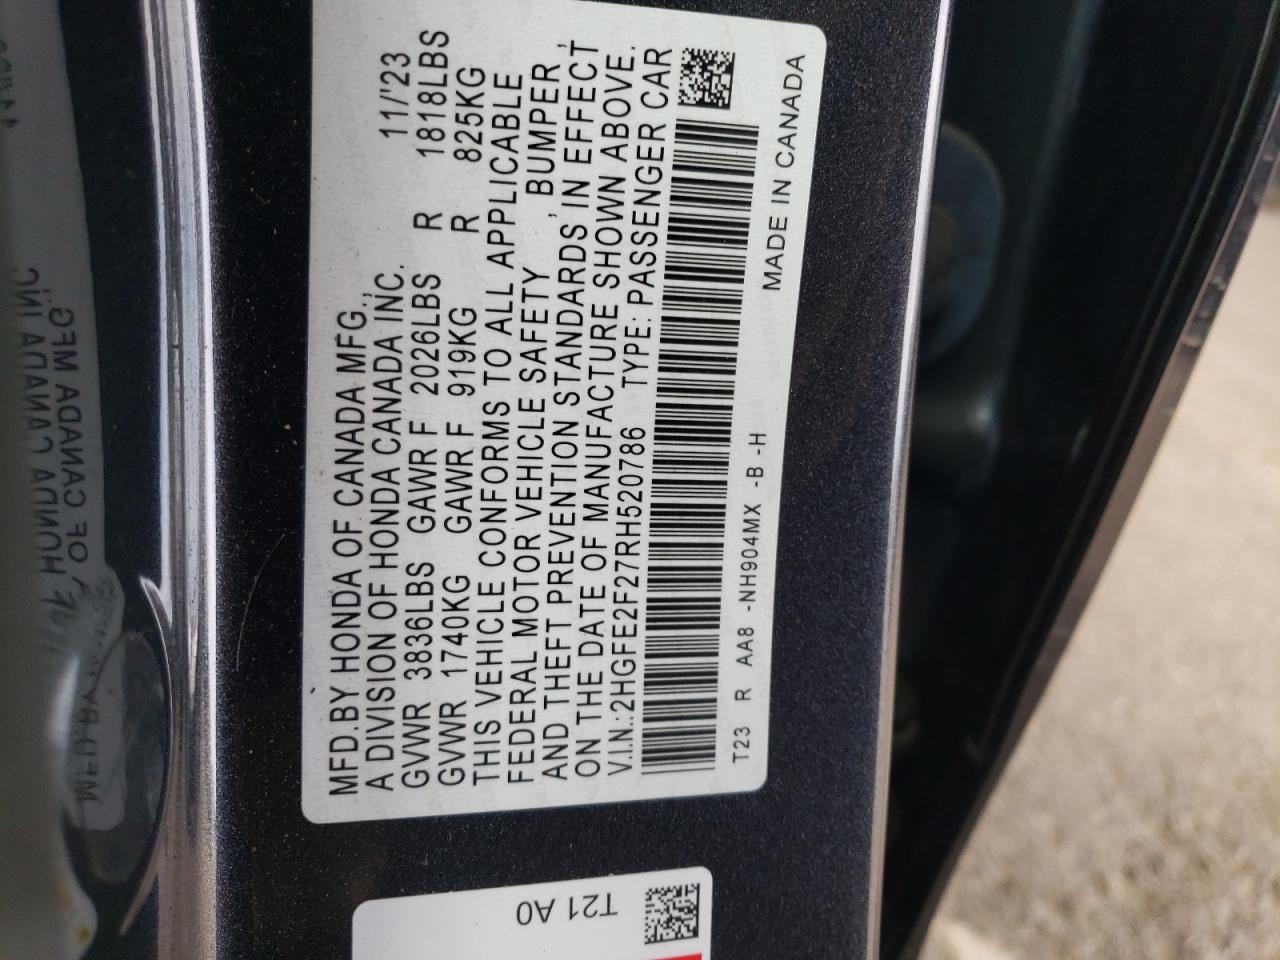 MFD.BY HONDA OF CANADA MFG.,
A DIVISION OF HONDA CANADA INC.
GVWR 3836LBS GAWR F 2026LBS R 1818LBS
GVWR 1740KG GAWR F 919KG R 825KG
11/'23
THIS VEHICLE CONFORMS TO ALL APPLICABLE
FEDERAL MOTOR VEHICLE SAFETY, BUMPER,
AND THEFT PREVENTION STANDARDS IN EFFECT
ON THE DATE OF MANUFACTURE SHOWN ABOVE.
V.I.N.:2HGFE2F27RH520786 TYPE: PASSENGER CAR
T23 R AA8 -NH904MX -B -H
MADE IN CANADA
T21 A0